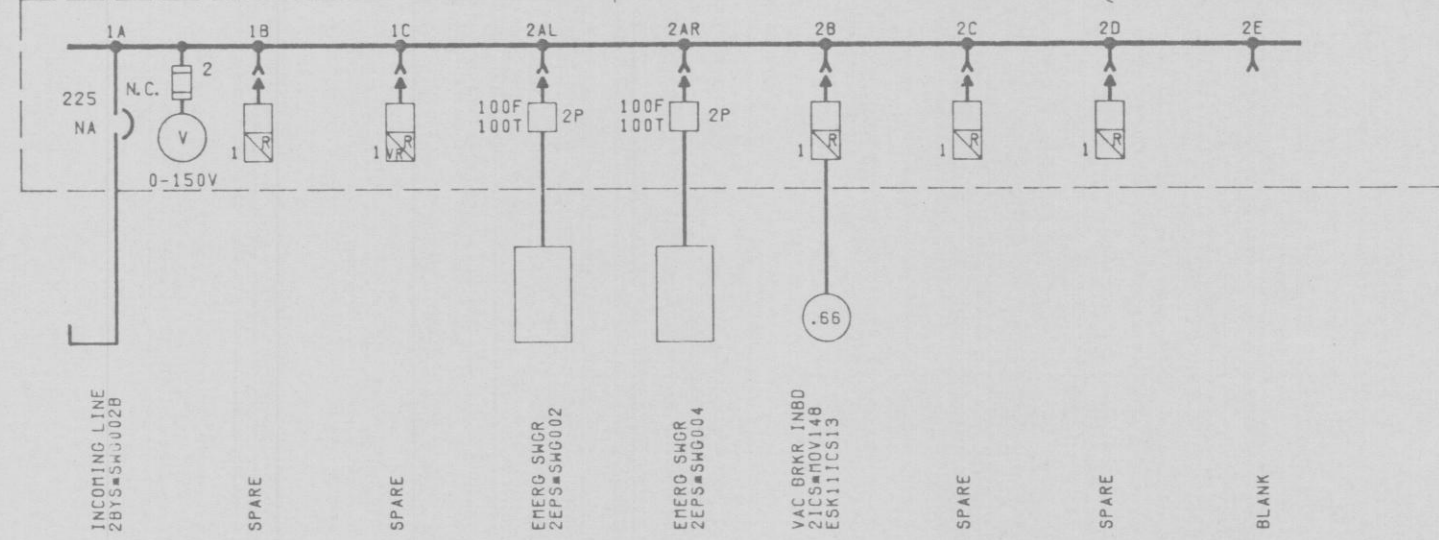 1A
1B
1C
2AL
2AR
2B
2C
2D
2E
225
NA
N.C.
2
V
0-150V
1
R
1
VR
R
100F
100T
2P
100F
100T
2P
1
R
1
R
1
R
.66
INCOMING LINE
2BYS*SWG002B
SPARE
SPARE
EMERG SWGR
2EPS*SWG002
EMERG SWGR
2EPS*SWG004
VAC BRKR INBD
2ICS*MOV148
ESK11ICS13
SPARE
SPARE
BLANK